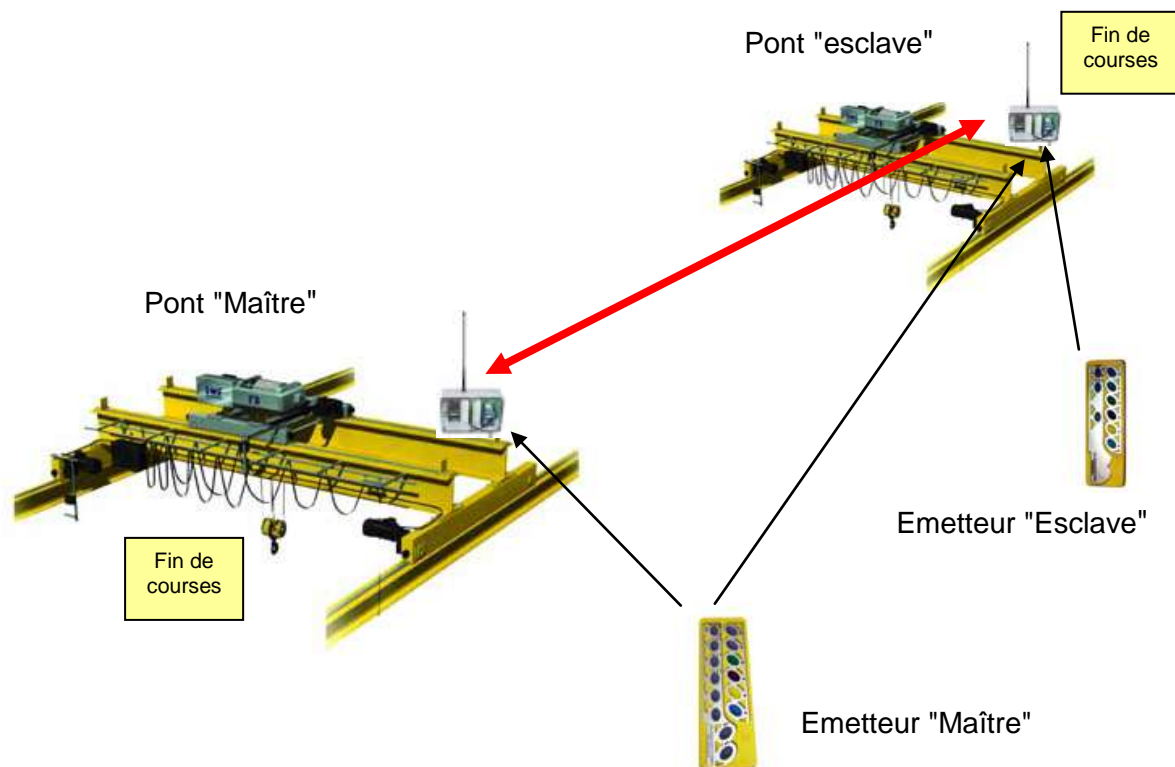 Pont "esclave"
Fin de
courses
Pont "Maître"
Emetteur "Esclave"
Fin de
courses
Emetteur "Maître"